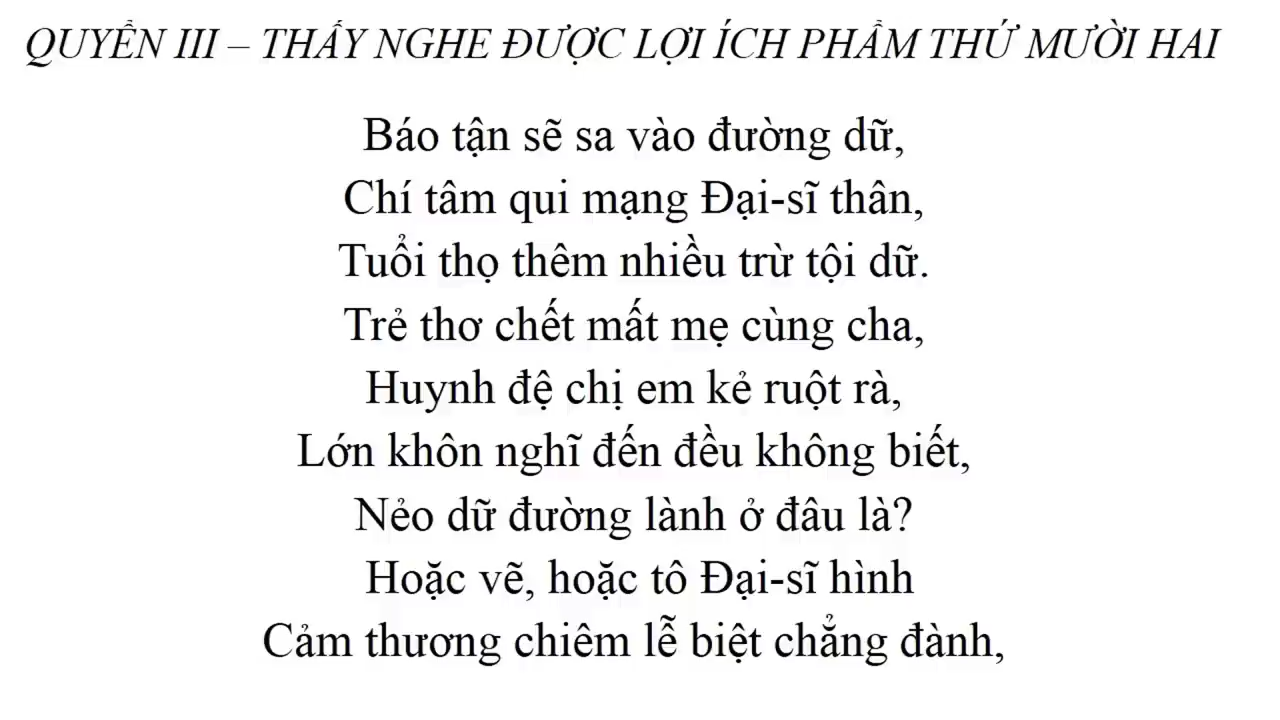 QUYỂN III – THẤY NGHE ĐƯỢC LỢI ÍCH PHẨM THỨ MƯỜI HAI
Báo tận sẽ sa vào đường dữ,
Chí tâm qui mạng Đại-sĩ thân,
Tuổi thọ thêm nhiều trừ tội dữ.
Trẻ thơ chết mất mẹ cùng cha,
Huynh đệ chị em kẻ ruột rà,
Lớn khôn nghĩ đến đều không biết,
Nẻo dữ đường lành ở đâu là?
Hoặc vẽ, hoặc tô Đại-sĩ hình
Cảm thương chiêm lễ biệt chẳng đành,